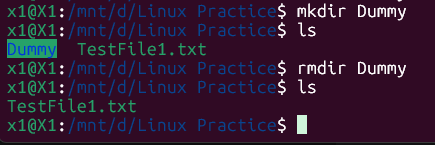 x1@X1:/mnt/d/Linux Practice$ mkdir Dummy
x1@X1:/mnt/d/Linux Practice$ ls
Dummy  TestFile1.txt
x1@X1:/mnt/d/Linux Practice$ rmdir Dummy
x1@X1:/mnt/d/Linux Practice$ ls
TestFile1.txt
x1@X1:/mnt/d/Linux Practice$